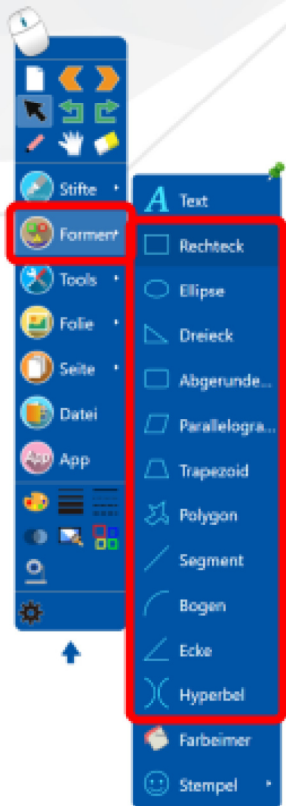 Stifte
Formen
Tools
Folie
Seite
Datei
App
App
A Text
Rechteck
Ellipse
Dreieck
Abgerunde...
Parallelogra...
Trapezoid
Polygon
Segment
Bogen
Ecke
Hyperbel
Farbeimer
Stempel